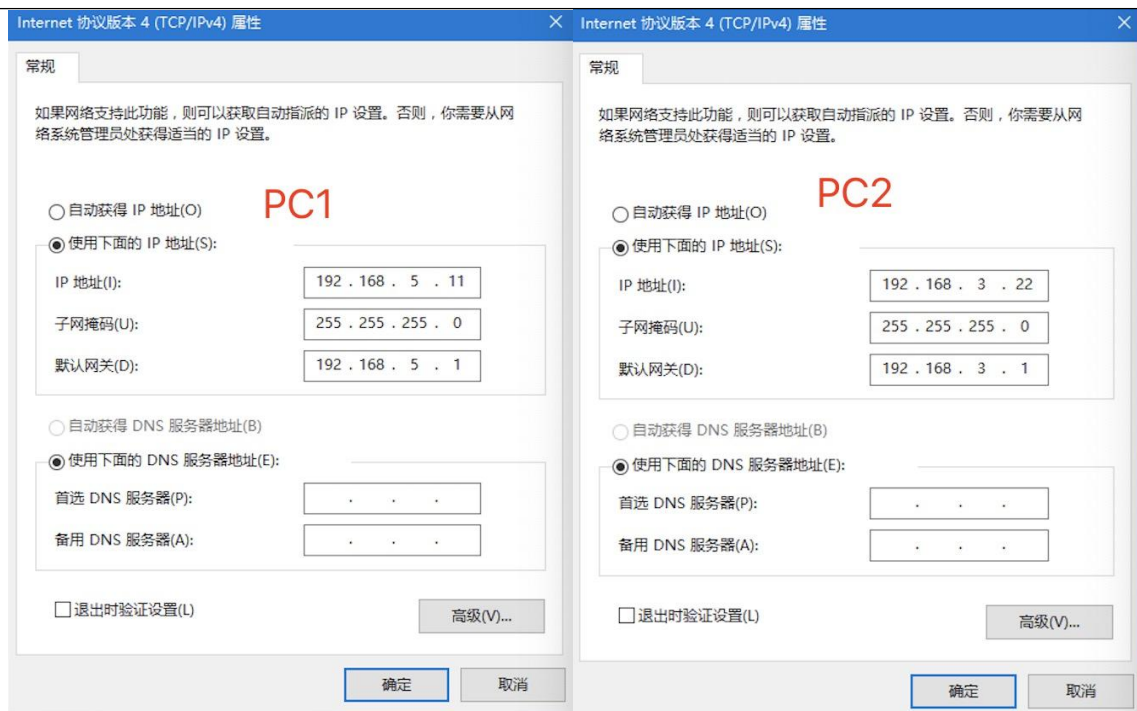 Internet 协议版本 4 (TCP/IPv4) 属性
常规
如果网络支持此功能，则可以获取自动指派的 IP 设置。否则，你需要从网
络系统管理员处获得适当的 IP 设置。
PC1
自动获得 IP 地址(O)
使用下面的 IP 地址(S):
IP 地址(I): 192 . 168 . 5 . 11
子网掩码(U): 255 . 255 . 255 . 0
默认网关(D): 192 . 168 . 5 . 1
自动获得 DNS 服务器地址(B)
使用下面的 DNS 服务器地址(E):
首选 DNS 服务器(P): . . .
备用 DNS 服务器(A): . . .
退出时验证设置(L)
高级(V)...
确定 取消
Internet 协议版本 4 (TCP/IPv4) 属性
常规
如果网络支持此功能，则可以获取自动指派的 IP 设置。否则，你需要从网
络系统管理员处获得适当的 IP 设置。
PC2
自动获得 IP 地址(O)
使用下面的 IP 地址(S):
IP 地址(I): 192 . 168 . 3 . 22
子网掩码(U): 255 . 255 . 255 . 0
默认网关(D): 192 . 168 . 3 . 1
自动获得 DNS 服务器地址(B)
使用下面的 DNS 服务器地址(E):
首选 DNS 服务器(P): . . .
备用 DNS 服务器(A): . . .
退出时验证设置(L)
高级(V)...
确定 取消